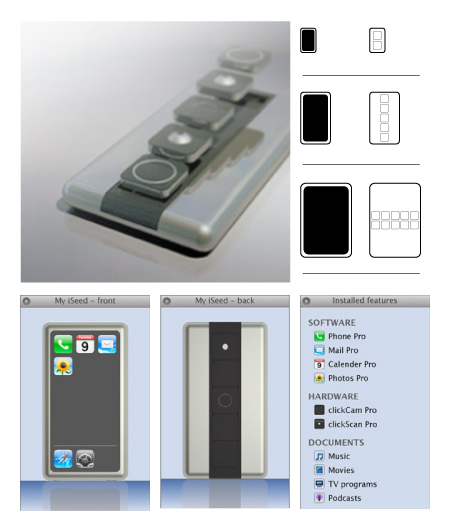 My iSeed – front
9
My iSeed – back
Installed features
SOFTWARE
Phone Pro
Mail Pro
9
Calender Pro
Photos Pro
HARDWARE
clickCam Pro
clickScan Pro
DOCUMENTS
Music
Movies
TV programs
Podcasts